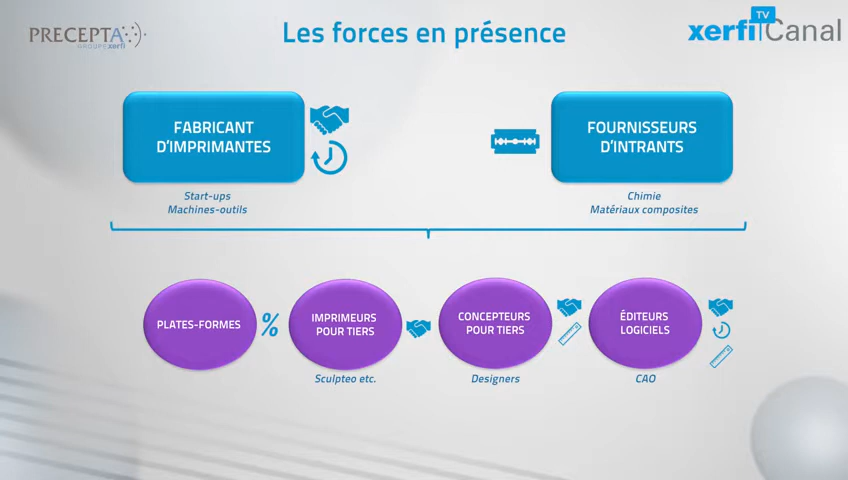 PRECEPTA
GROUPE xerfi
Les forces en présence
TV
xerfi Canal
FABRICANT
D'IMPRIMANTES
FOURNISSEURS
D'INTRANTS
Start-ups
Machines-outils
Chimie
Matériaux composites
PLATES-FORMES
%
IMPRIMEURS
POUR TIERS
CONCEPTEURS
POUR TIERS
ÉDITEURS
LOGICIELS
Sculpteo etc.
Designers
CAO